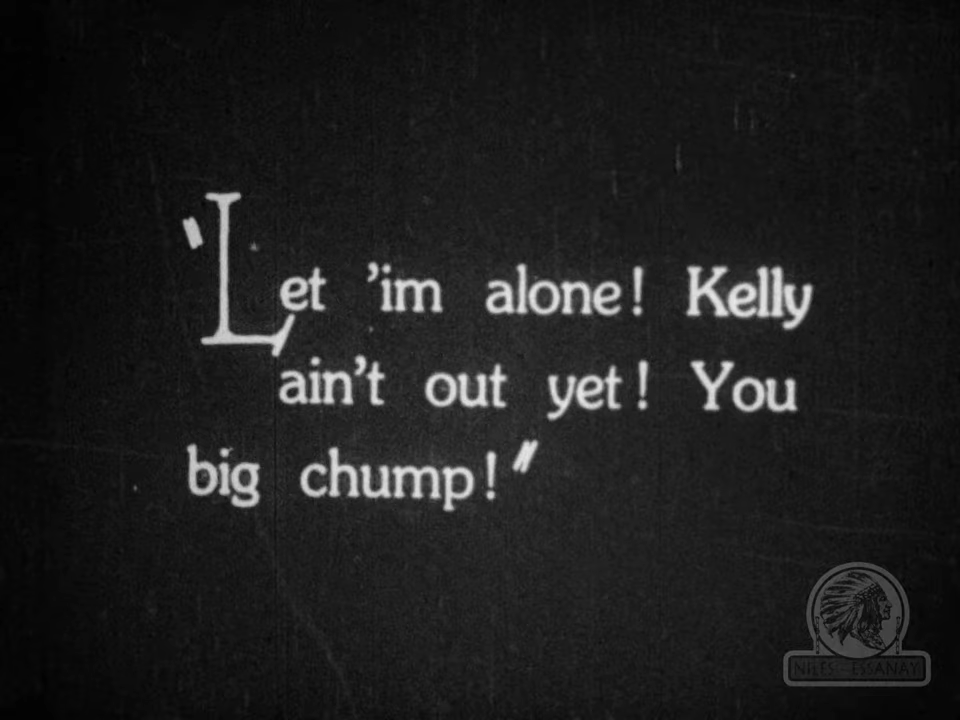 "Let 'im alone! Kelly
ain't out yet! You
big chump!"
NILES ESSANAY